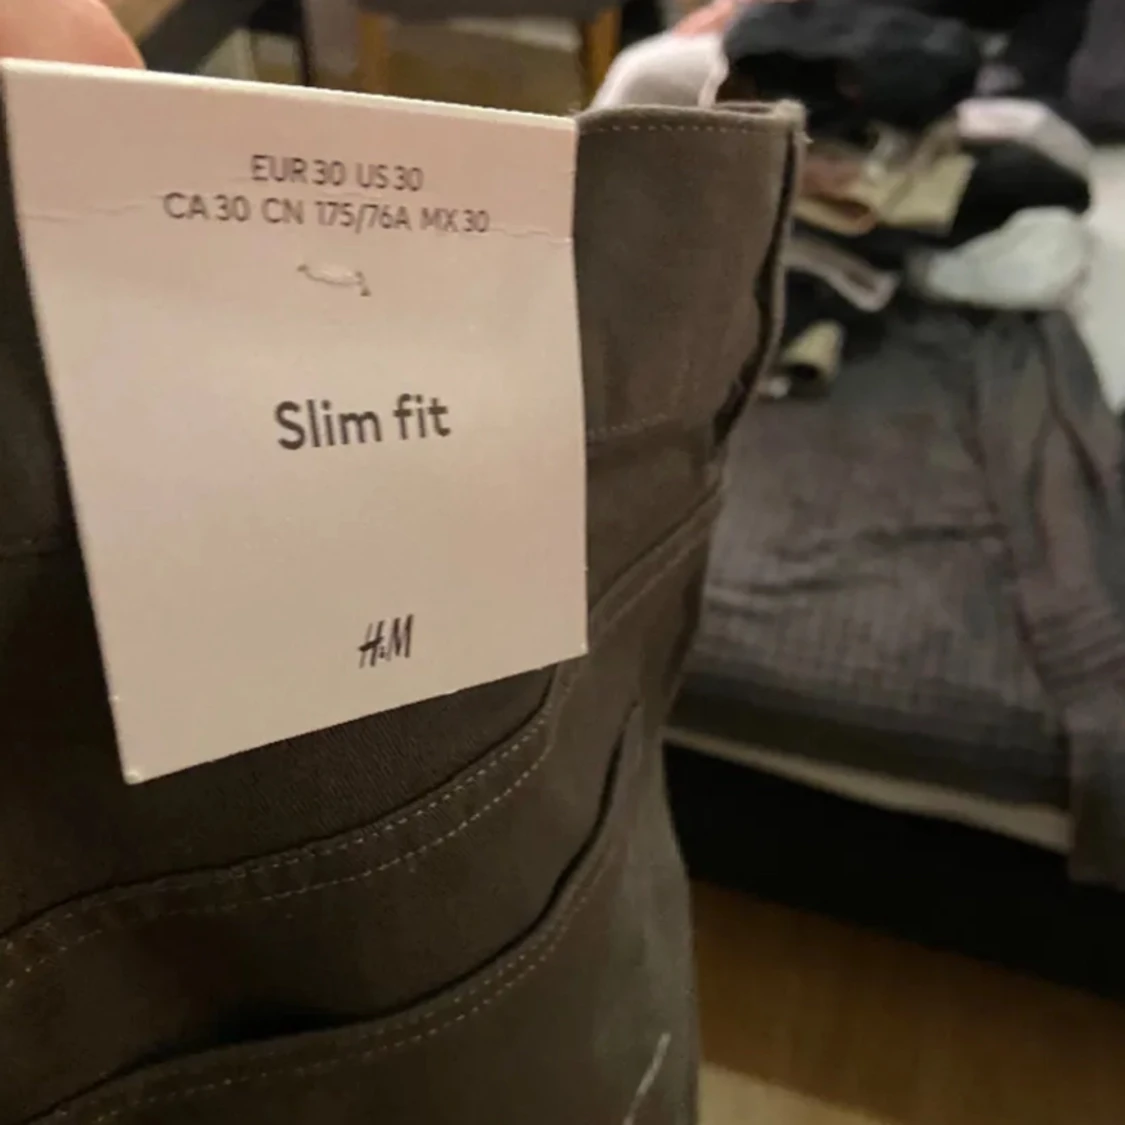 EUR 30 US 30
CA 30 CN 175/76A MX 30
Slim fit
H&M